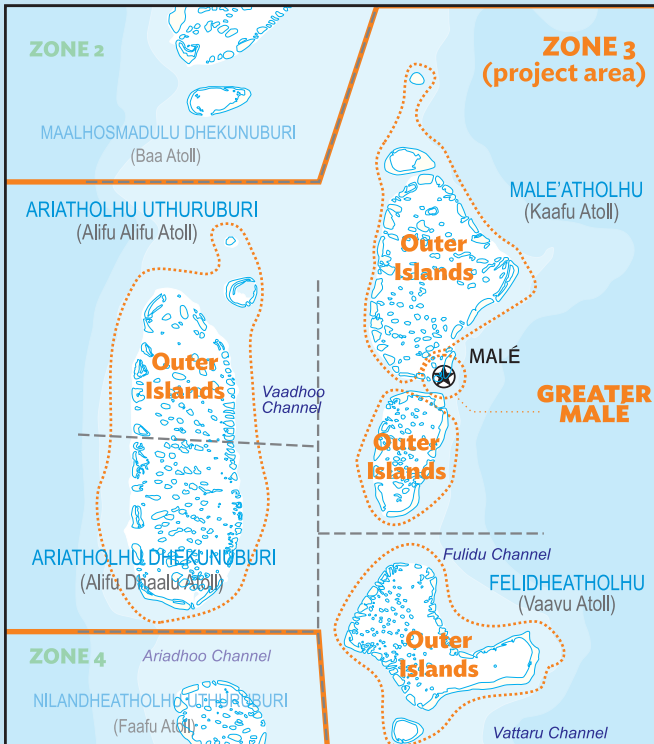 ZONE 2
ZONE 3
(project area)
MAALHOSMADULU DHEKUNUBURI
(Baa Atoll)
ARIATHOLHU UTHURUBURI
(Alifu Alifu Atoll)
MALE'ATHOLHU
(Kaafu Atoll)
Outer
Islands
MALÉ
Outer
Islands
Vaadhoo
Channel
GREATER
MALÉ
Outer
Islands
Fulidu Channel
ARIATHOLHU DHEKUNUBURI
(Alifu Dhaalu Atoll)
FELIDHEATHOLHU
(Vaavu Atoll)
Outer
Islands
ZONE 4
Ariadhoo Channel
NILANDHEATHOLHU UTHURUBURI
(Faafu Atoll)
Vattaru Channel